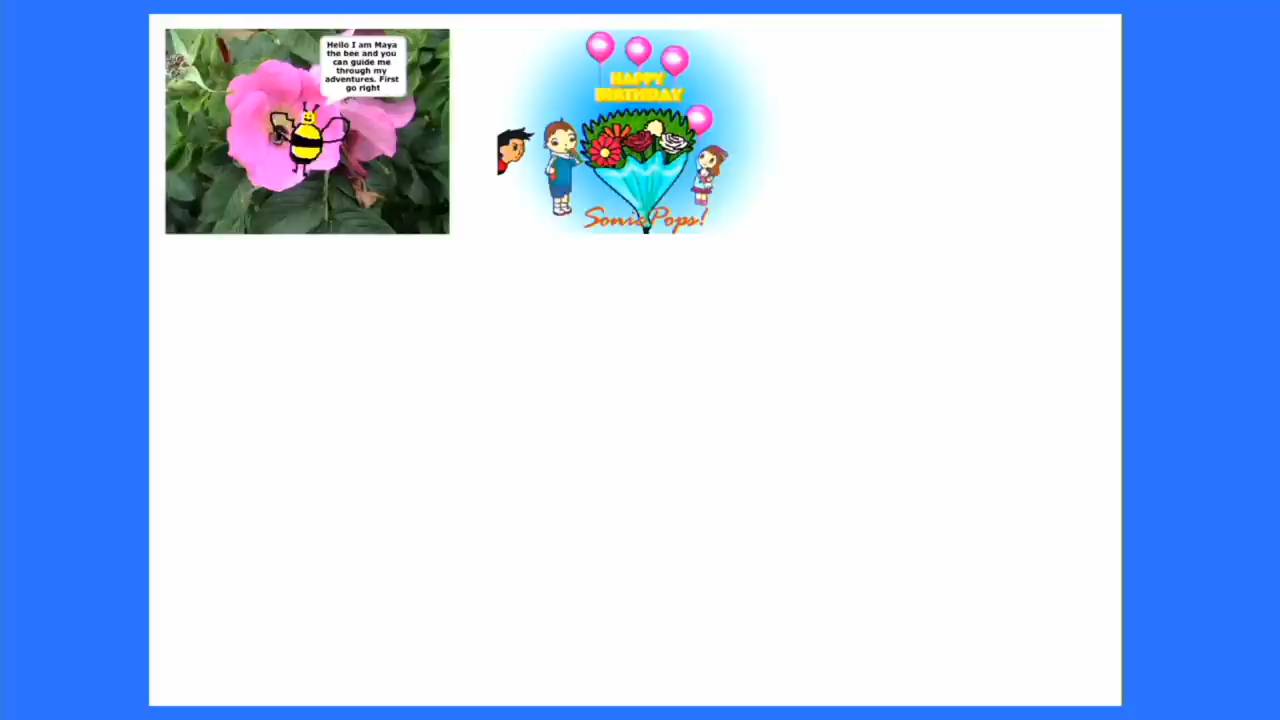 Hello I am Maya
the bee and you
can guide me
through my
adventures. First
go right
HAPPY
BIRTHDAY
Sonic Pops!